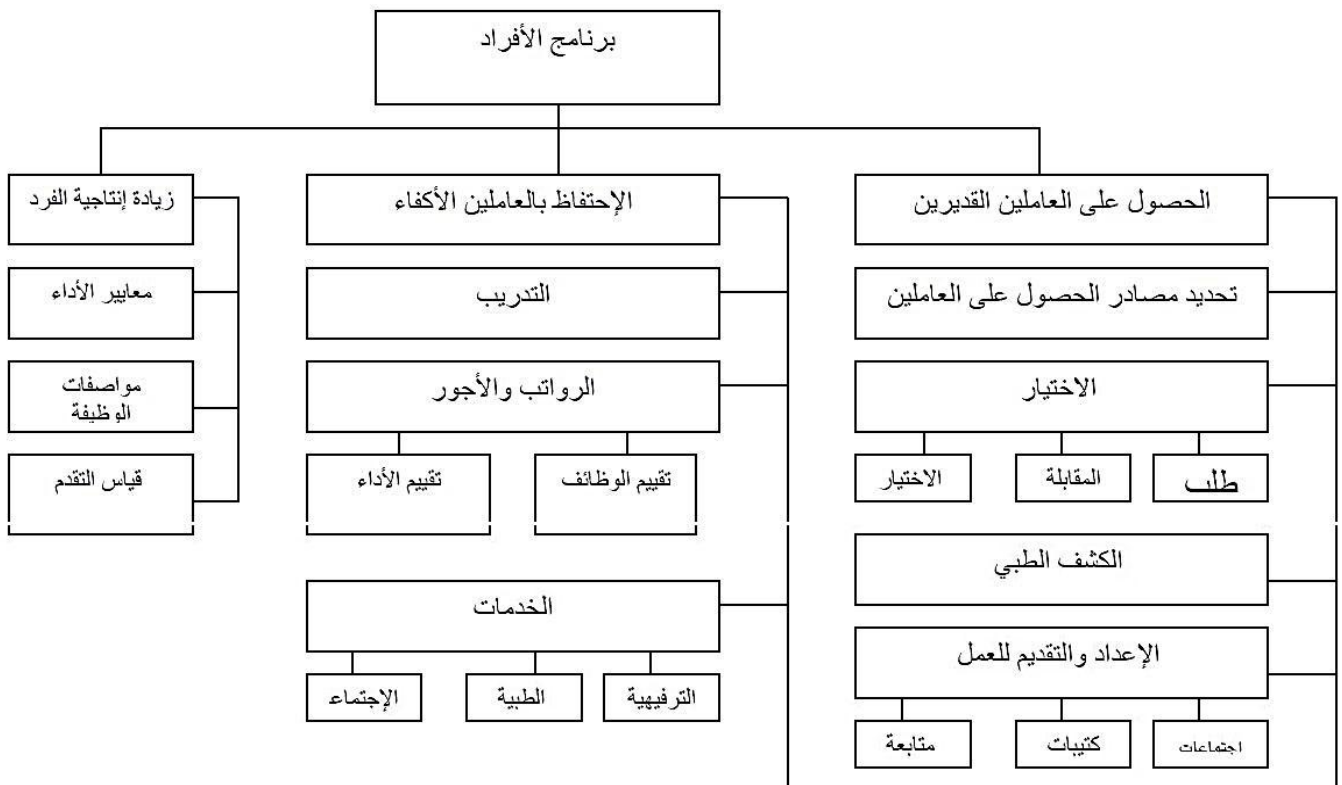 برنامج الأفراد
الحصول على العاملين القديرين
الإحتفاظ بالعاملين الأكفاء
زيادة إنتاجية الفرد
تحديد مصادر الحصول على العاملين
التدريب
معايير الأداء
الاختيار
الرواتب والأجور
مواصفات
الوظيفة
طلب
المقابلة
الاختيار
تقييم الوظائف
تقييم الأداء
قياس التقدم
الكشف الطبي
الخدمات
الإعداد والتقديم للعمل
الترفيهية
الطبية
الإجتماع
اجتماعات
كتيبات
متابعة